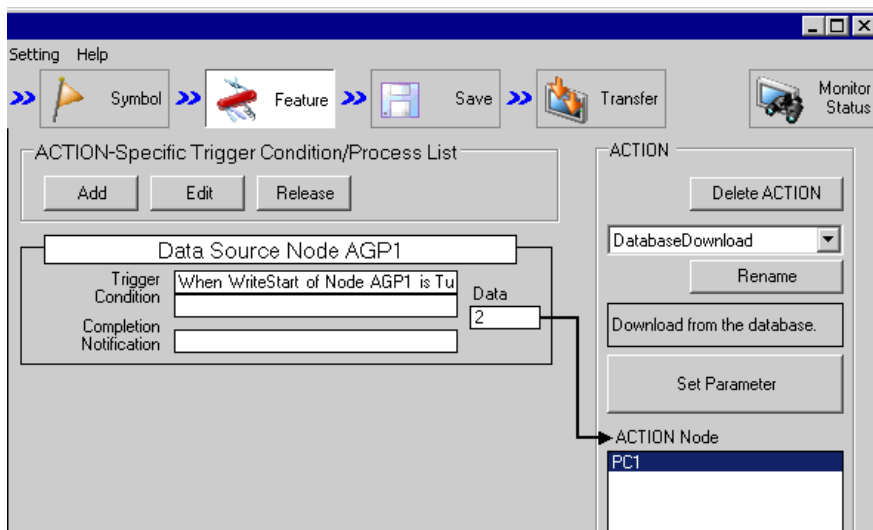 Setting Help
Symbol Feature Save Transfer Monitor
Status
ACTION-Specific Trigger Condition/Process List
Add Edit Release
Data Source Node AGP1
Trigger
Condition
When WriteStart of Node AGP1 is Tu
Data
2
Completion
Notification
ACTION
Delete ACTION
DatabaseDownload
Rename
Download from the database.
Set Parameter
ACTION Node
PC1